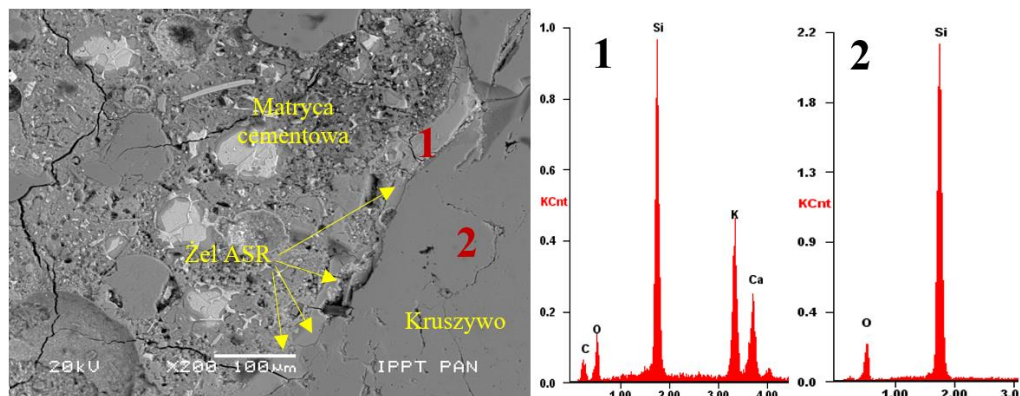 Matryca
cementowa
1
2
Żel ASR
Kruszywo
20kV X200 100µm IPPT PAN
1
1.0
0.8
0.6
KCnt
0.4
0.2
0.0
Si
K
Ca
O
C
1.00 2.00 3.00 4.00
2
2.2
1.8
1.3
KCnt
0.9
0.4
0.0
Si
O
1.00 2.00 3.0